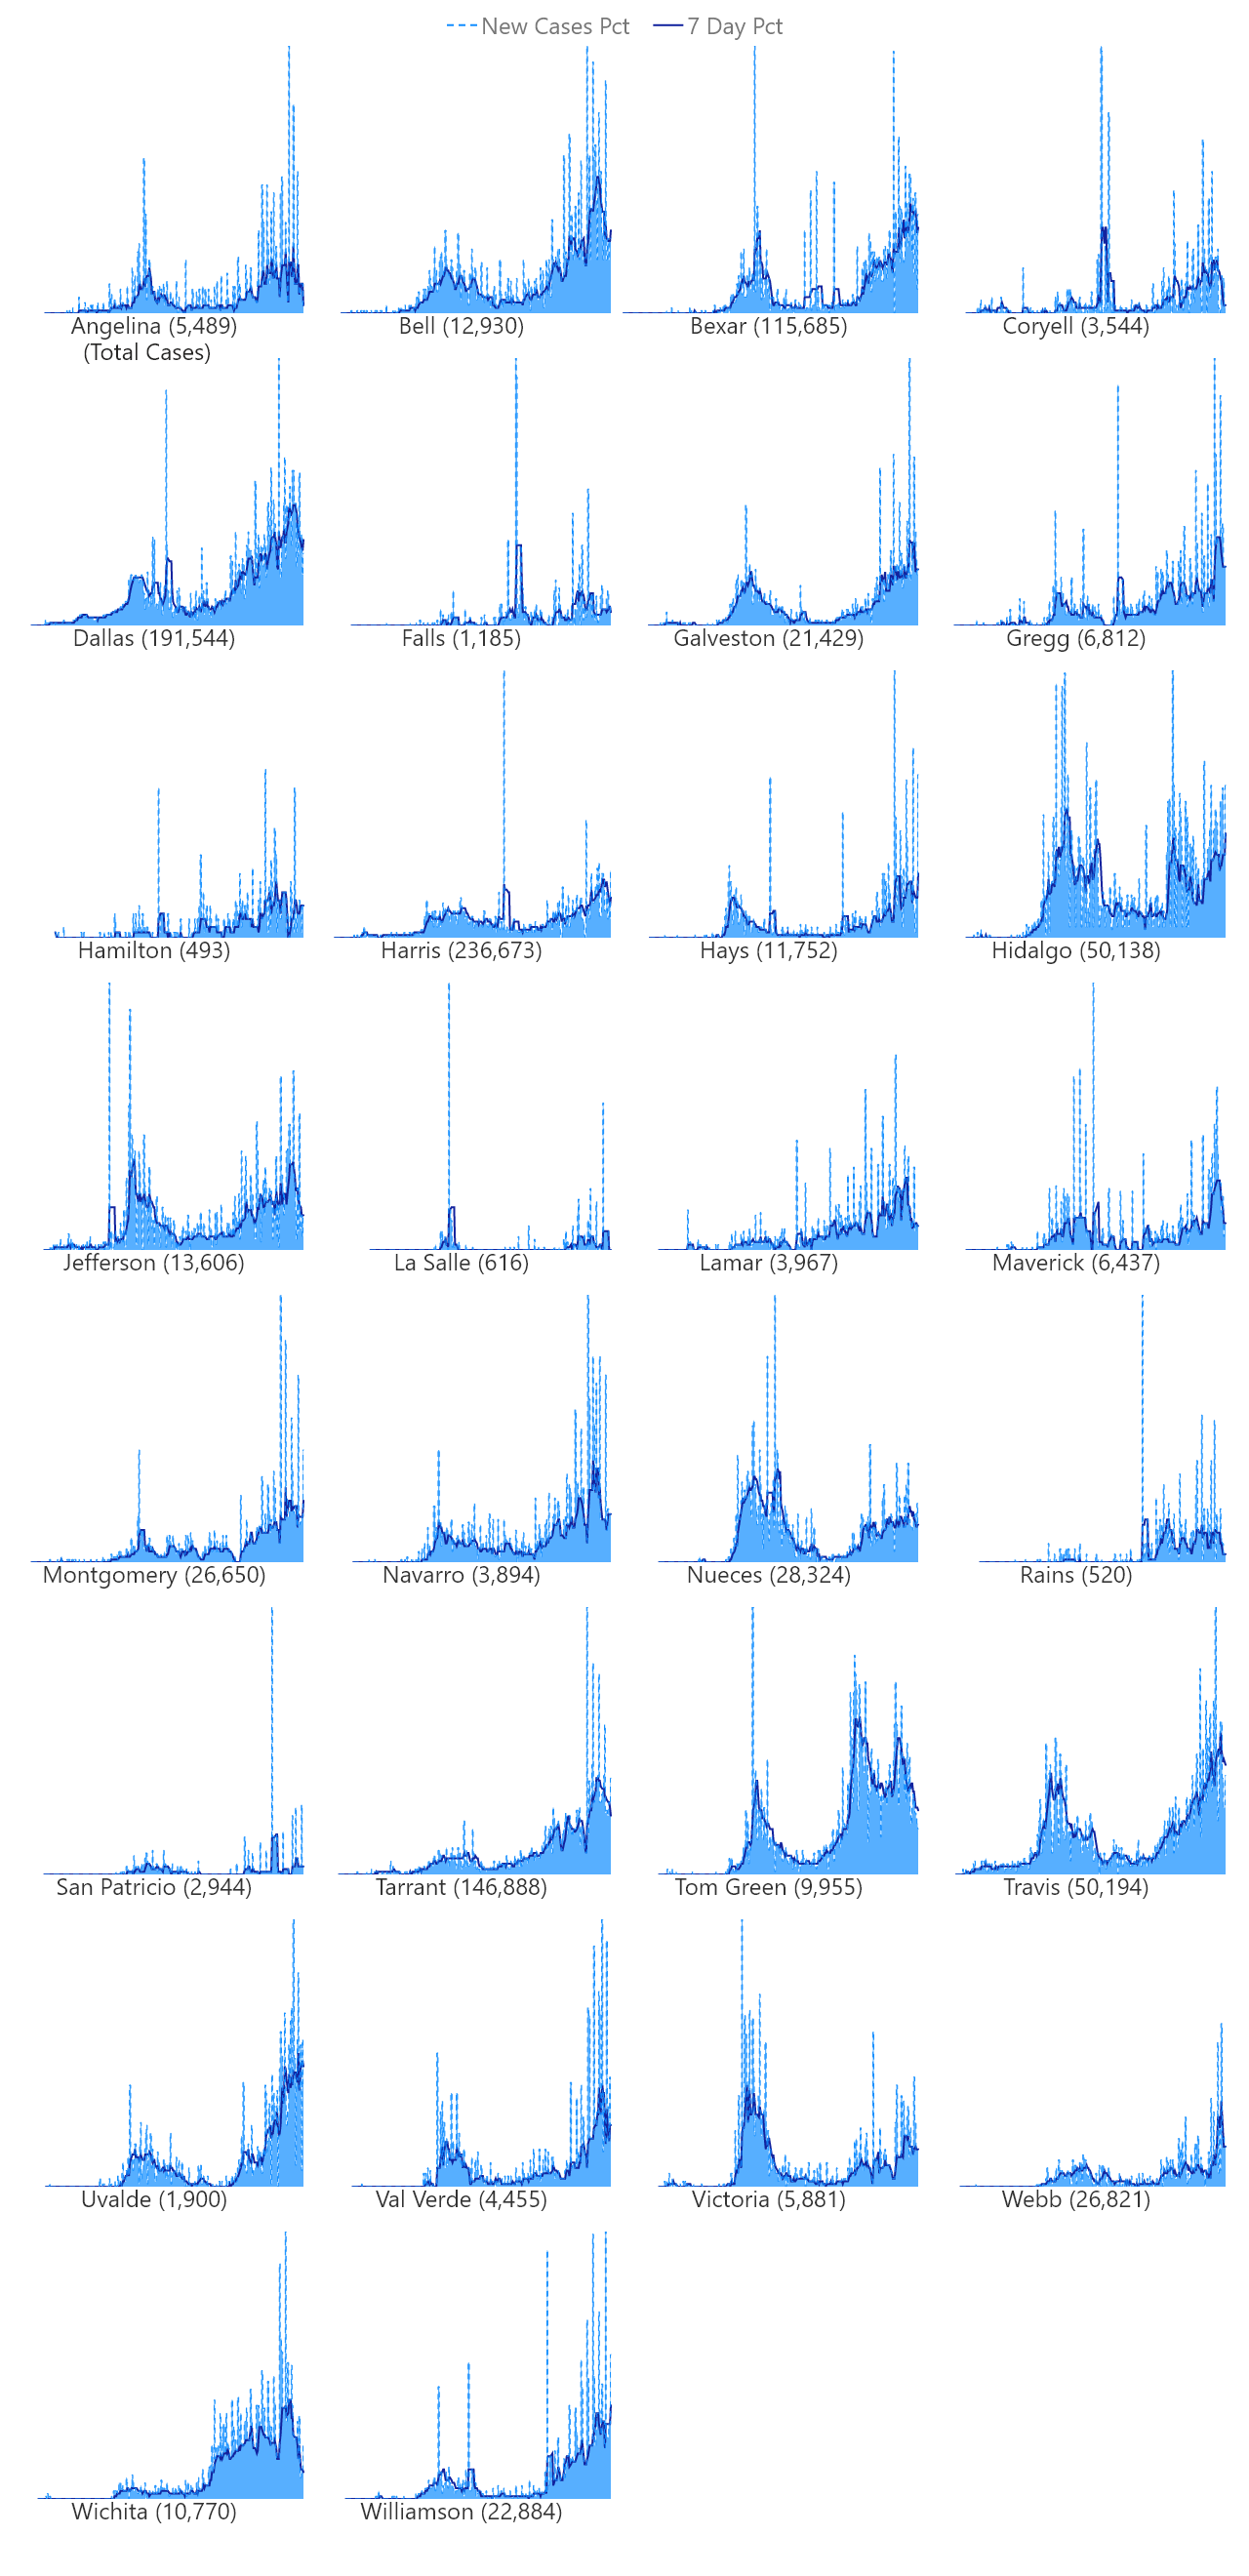 New Cases Pct 7 Day Pct
Angelina (5,489) Bell (12,930) Bexar (115,685) Coryell (3,544)
(Total Cases)
Dallas (191,544) Falls (1,185) Galveston (21,429) Gregg (6,812)
Hamilton (493) Harris (236,673) Hays (11,752) Hidalgo (50,138)
Jefferson (13,606) La Salle (616) Lamar (3,967) Maverick (6,437)
Montgomery (26,650) Navarro (3,894) Nueces (28,324) Rains (520)
San Patricio (2,944) Tarrant (146,888) Tom Green (9,955) Travis (50,194)
Uvalde (1,900) Val Verde (4,455) Victoria (5,881) Webb (26,821)
Wichita (10,770) Williamson (22,884)